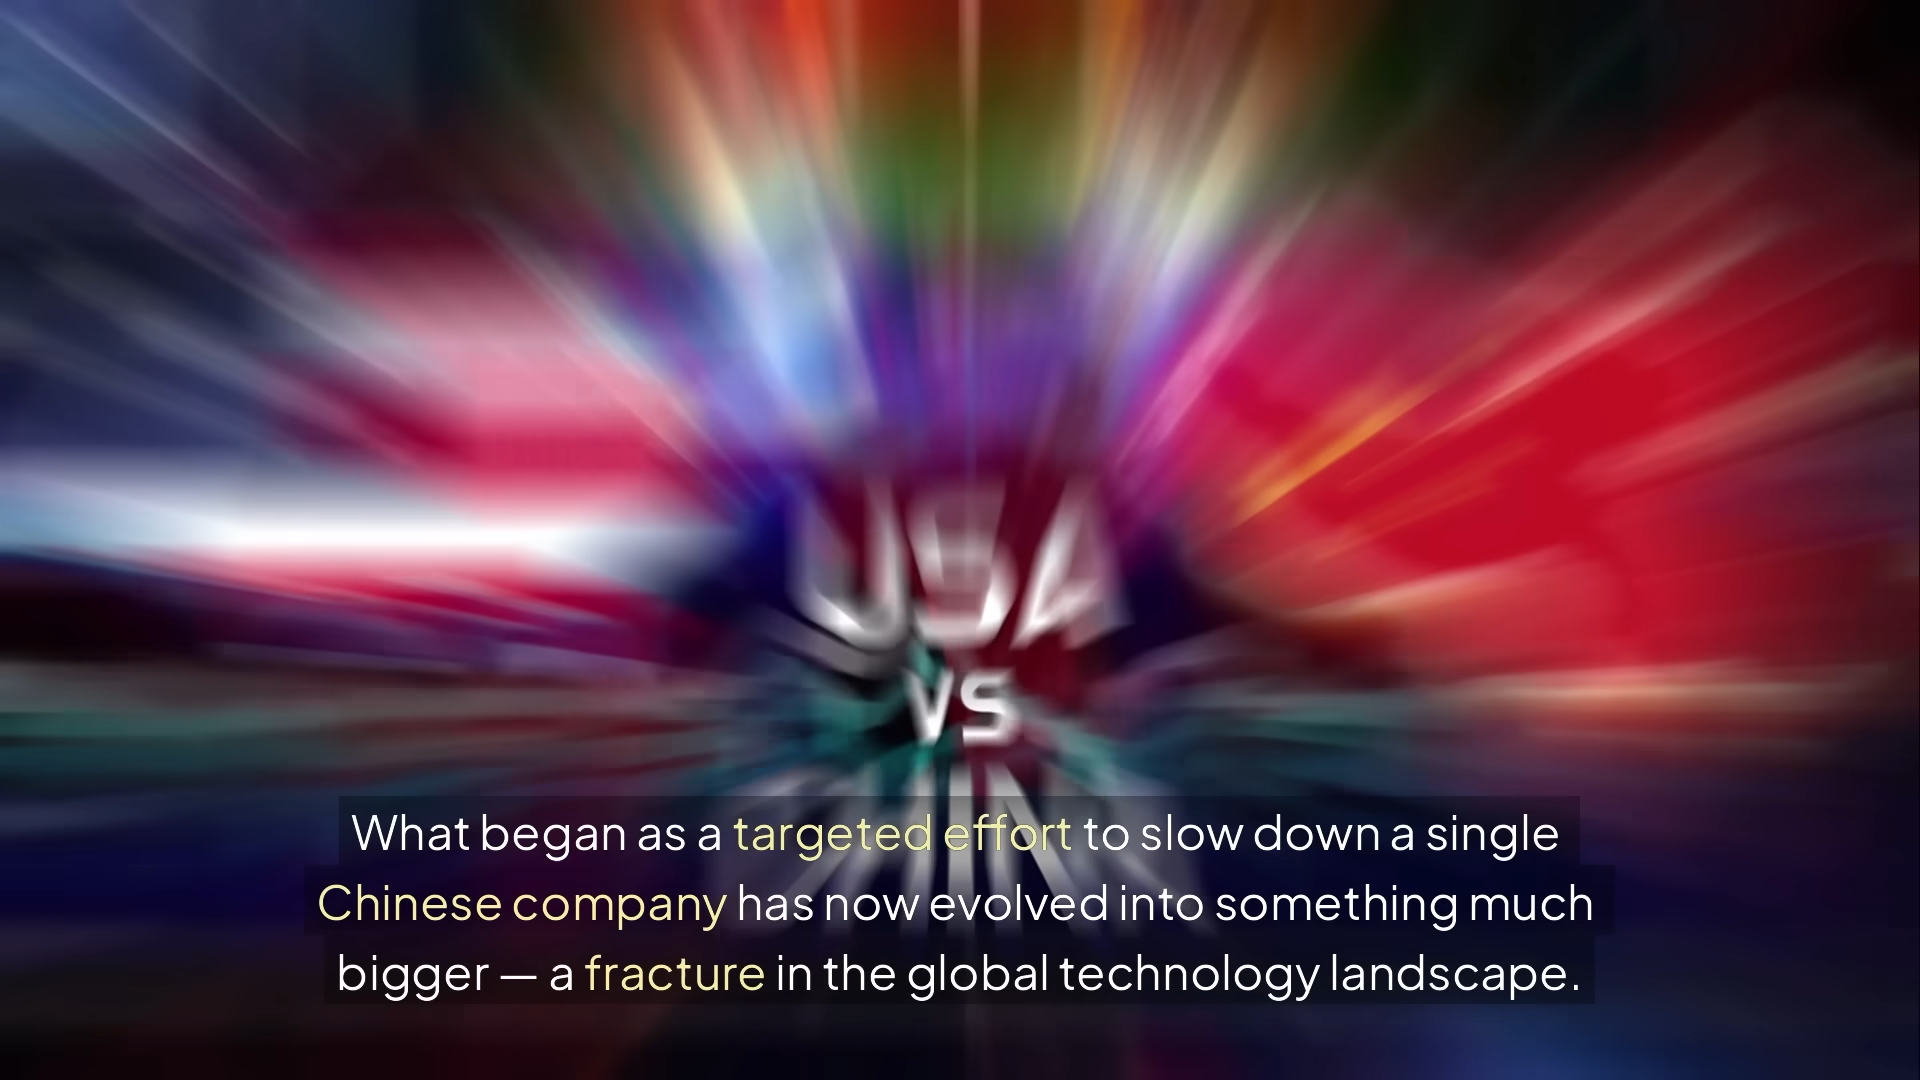 USA
VS
What began as a targeted effort to slow down a single
Chinese company has now evolved into something much
bigger — a fracture in the global technology landscape.